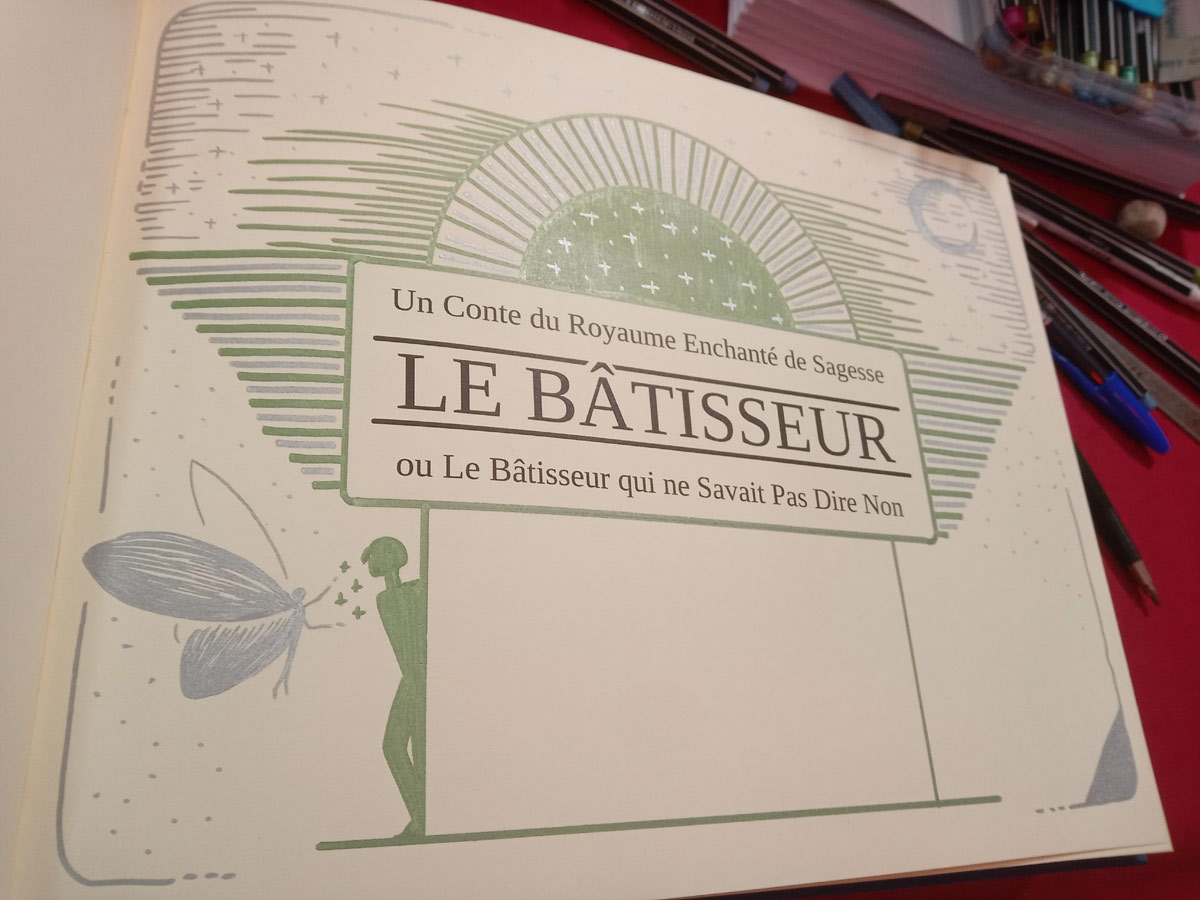 Un Conte du Royaume Enchanté de Sagesse
LE BÂTISSEUR
ou Le Bâtisseur qui ne Savait Pas Dire Non